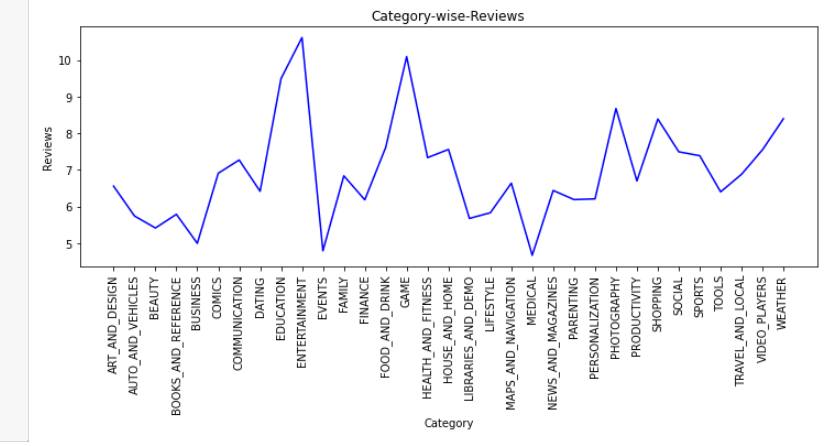 Category-wise-Reviews
Reviews
10
9
8
7
6
5
ART_AND_DESIGN
AUTO_AND_VEHICLES
BEAUTY
BOOKS_AND_REFERENCE
BUSINESS
COMICS
COMMUNICATION
DATING
EDUCATION
ENTERTAINMENT
EVENTS
FAMILY
FINANCE
FOOD_AND_DRINK
GAME
HEALTH_AND_FITNESS
HOUSE_AND_HOME
LIBRARIES_AND_DEMO
LIFESTYLE
MAPS_AND_NAVIGATION
MEDICAL
NEWS_AND_MAGAZINES
PARENTING
PERSONALIZATION
PHOTOGRAPHY
PRODUCTIVITY
SHOPPING
SOCIAL
SPORTS
TOOLS
TRAVEL_AND_LOCAL
VIDEO_PLAYERS
WEATHER
Category